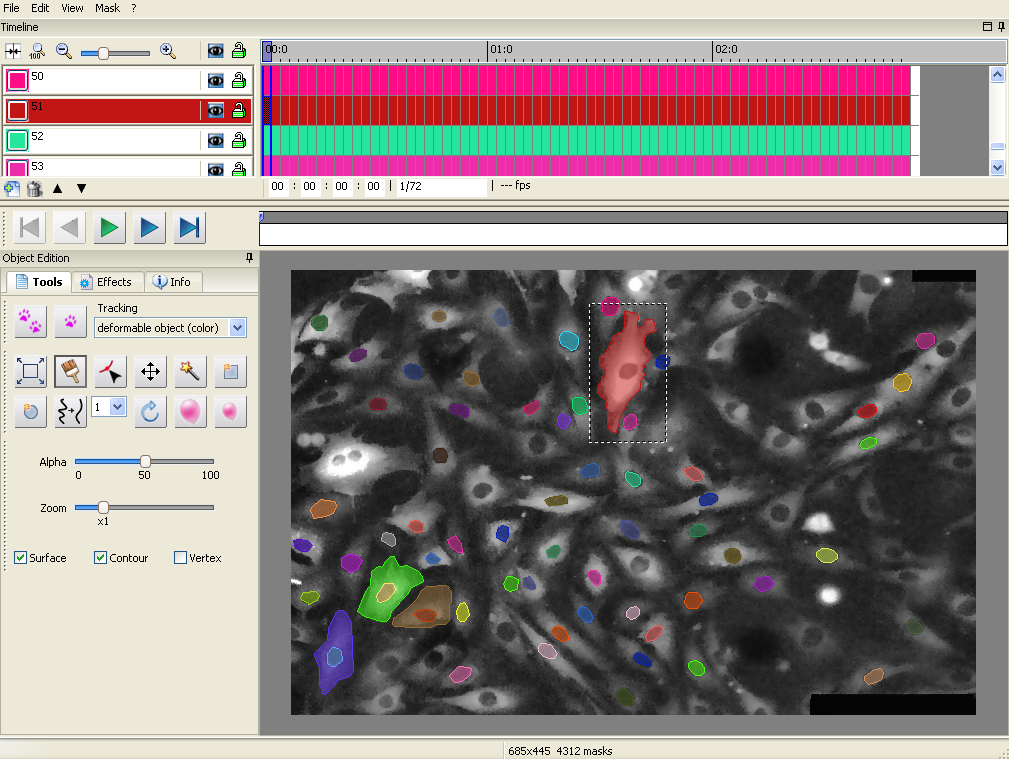 File Edit View Mask ?
Timeline
100
00:0 01:0 02:0
50
51
52
53
00 : 00 : 00 : 00 | 1/72 | --- fps
Object Edition
Tools Effects Info
Tracking
deformable object (color)
1
Alpha
0 50 100
Zoom
x1
Surface Contour Vertex
685x445 4312 masks